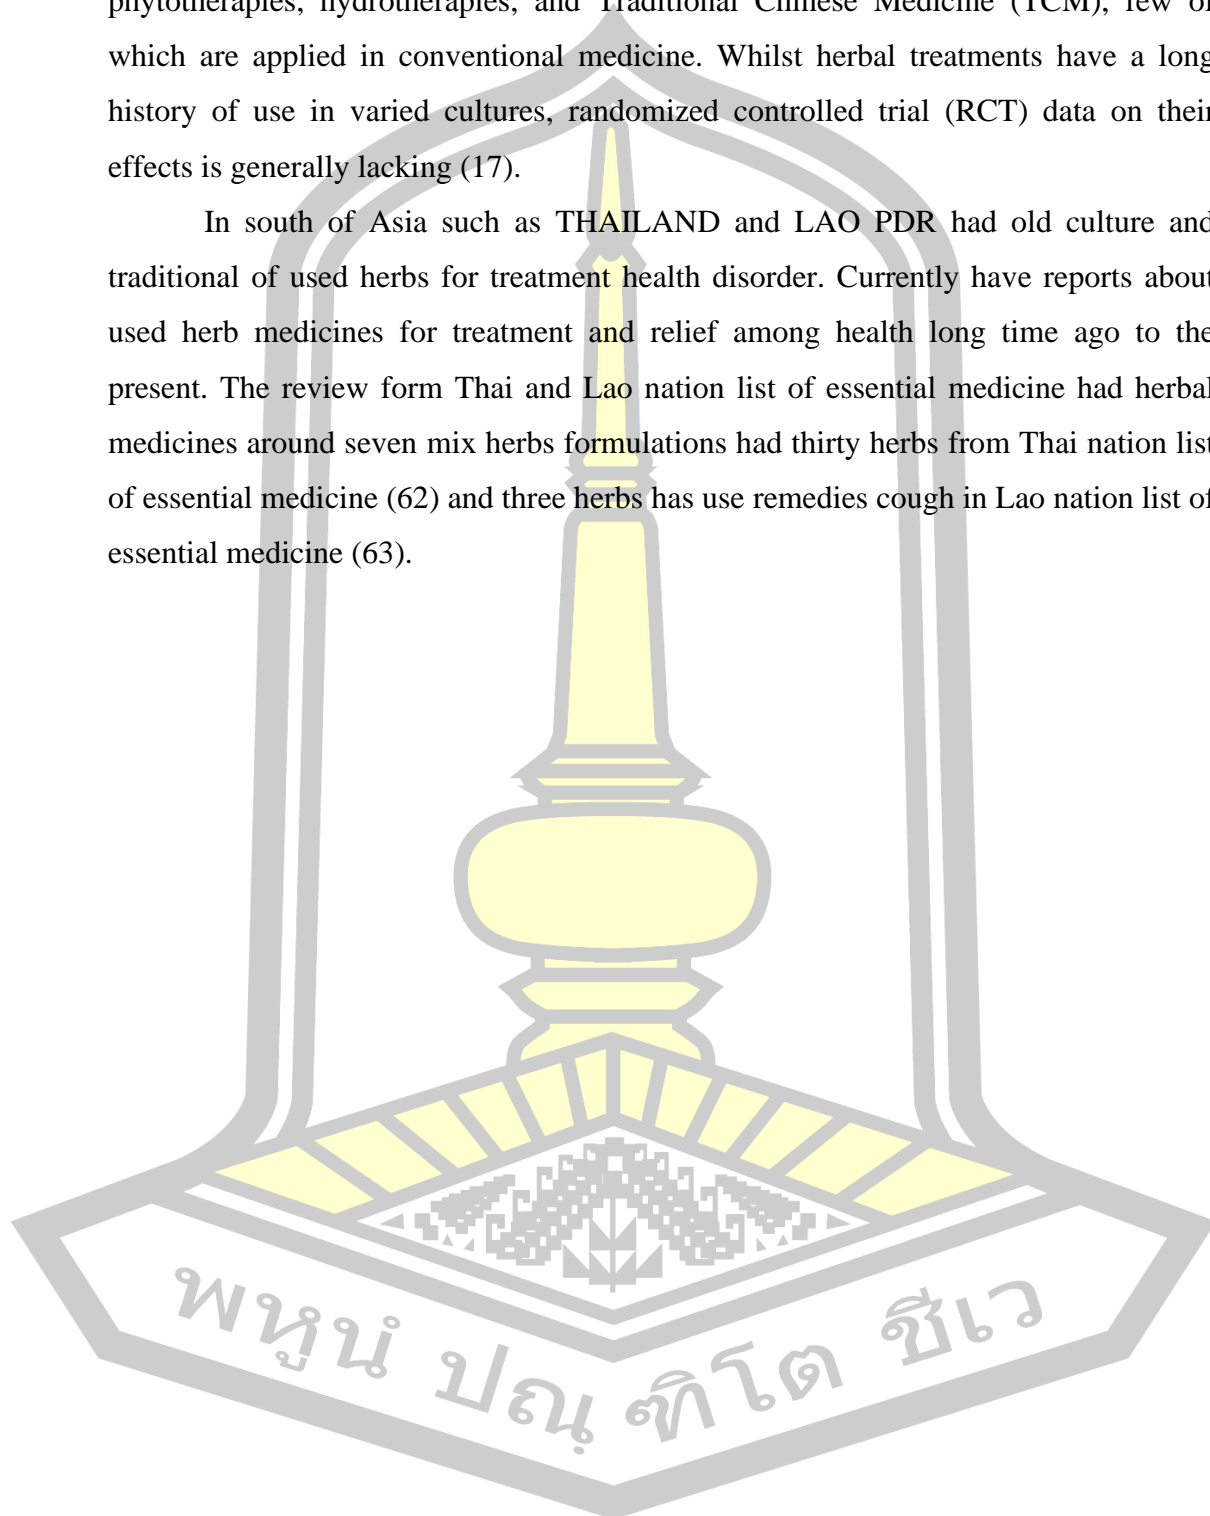 phytotherapies, hydrotherapies, and Traditional Chinese Medicine (TCM), few of
which are applied in conventional medicine. Whilst herbal treatments have a long
history of use in varied cultures, randomized controlled trial (RCT) data on their
effects is generally lacking (17).
In south of Asia such as THAILAND and LAO PDR had old culture and
traditional of used herbs for treatment health disorder. Currently have reports about
used herb medicines for treatment and relief among health long time ago to the
present. The review form Thai and Lao nation list of essential medicine had herbal
medicines around seven mix herbs formulations had thirty herbs from Thai nation list
of essential medicine (62) and three herbs has use remedies cough in Lao nation list of
essential medicine (63).
พหูนํ ปณฺฑิโต ชีเว